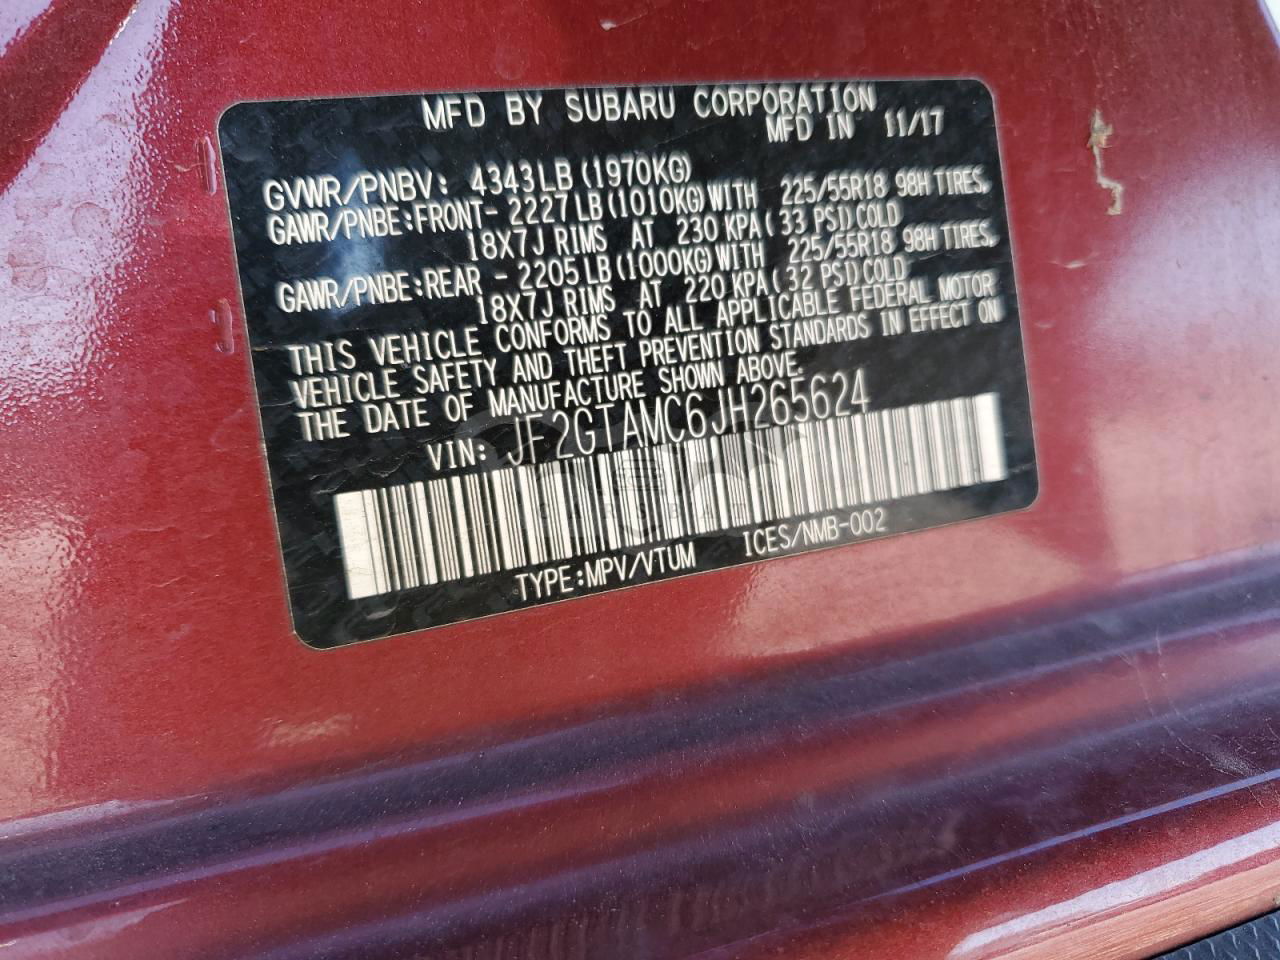 MFD BY SUBARU CORPORATION
MFD IN 11/17
GVWR/PNBV: 4343LB(1970KG)
GAWR/PNBE:FRONT- 2227LB(1010KG)WITH 225/55R18 98H TIRES,
18X7J RIMS AT 230 KPA(33 PSI)COLD
GAWR/PNBE:REAR - 2205LB(1000KG)WITH 225/55R18 98H TIRES,
18X7J RIMS AT 220 KPA(32 PSI)COLD
THIS VEHICLE CONFORMS TO ALL APPLICABLE FEDERAL MOTOR
VEHICLE SAFETY AND THEFT PREVENTION STANDARDS IN EFFECT ON
THE DATE OF MANUFACTURE SHOWN ABOVE.
VIN: JF2GTAMC6JH265624
TYPE:MPV/VTUM ICES/NMB-002